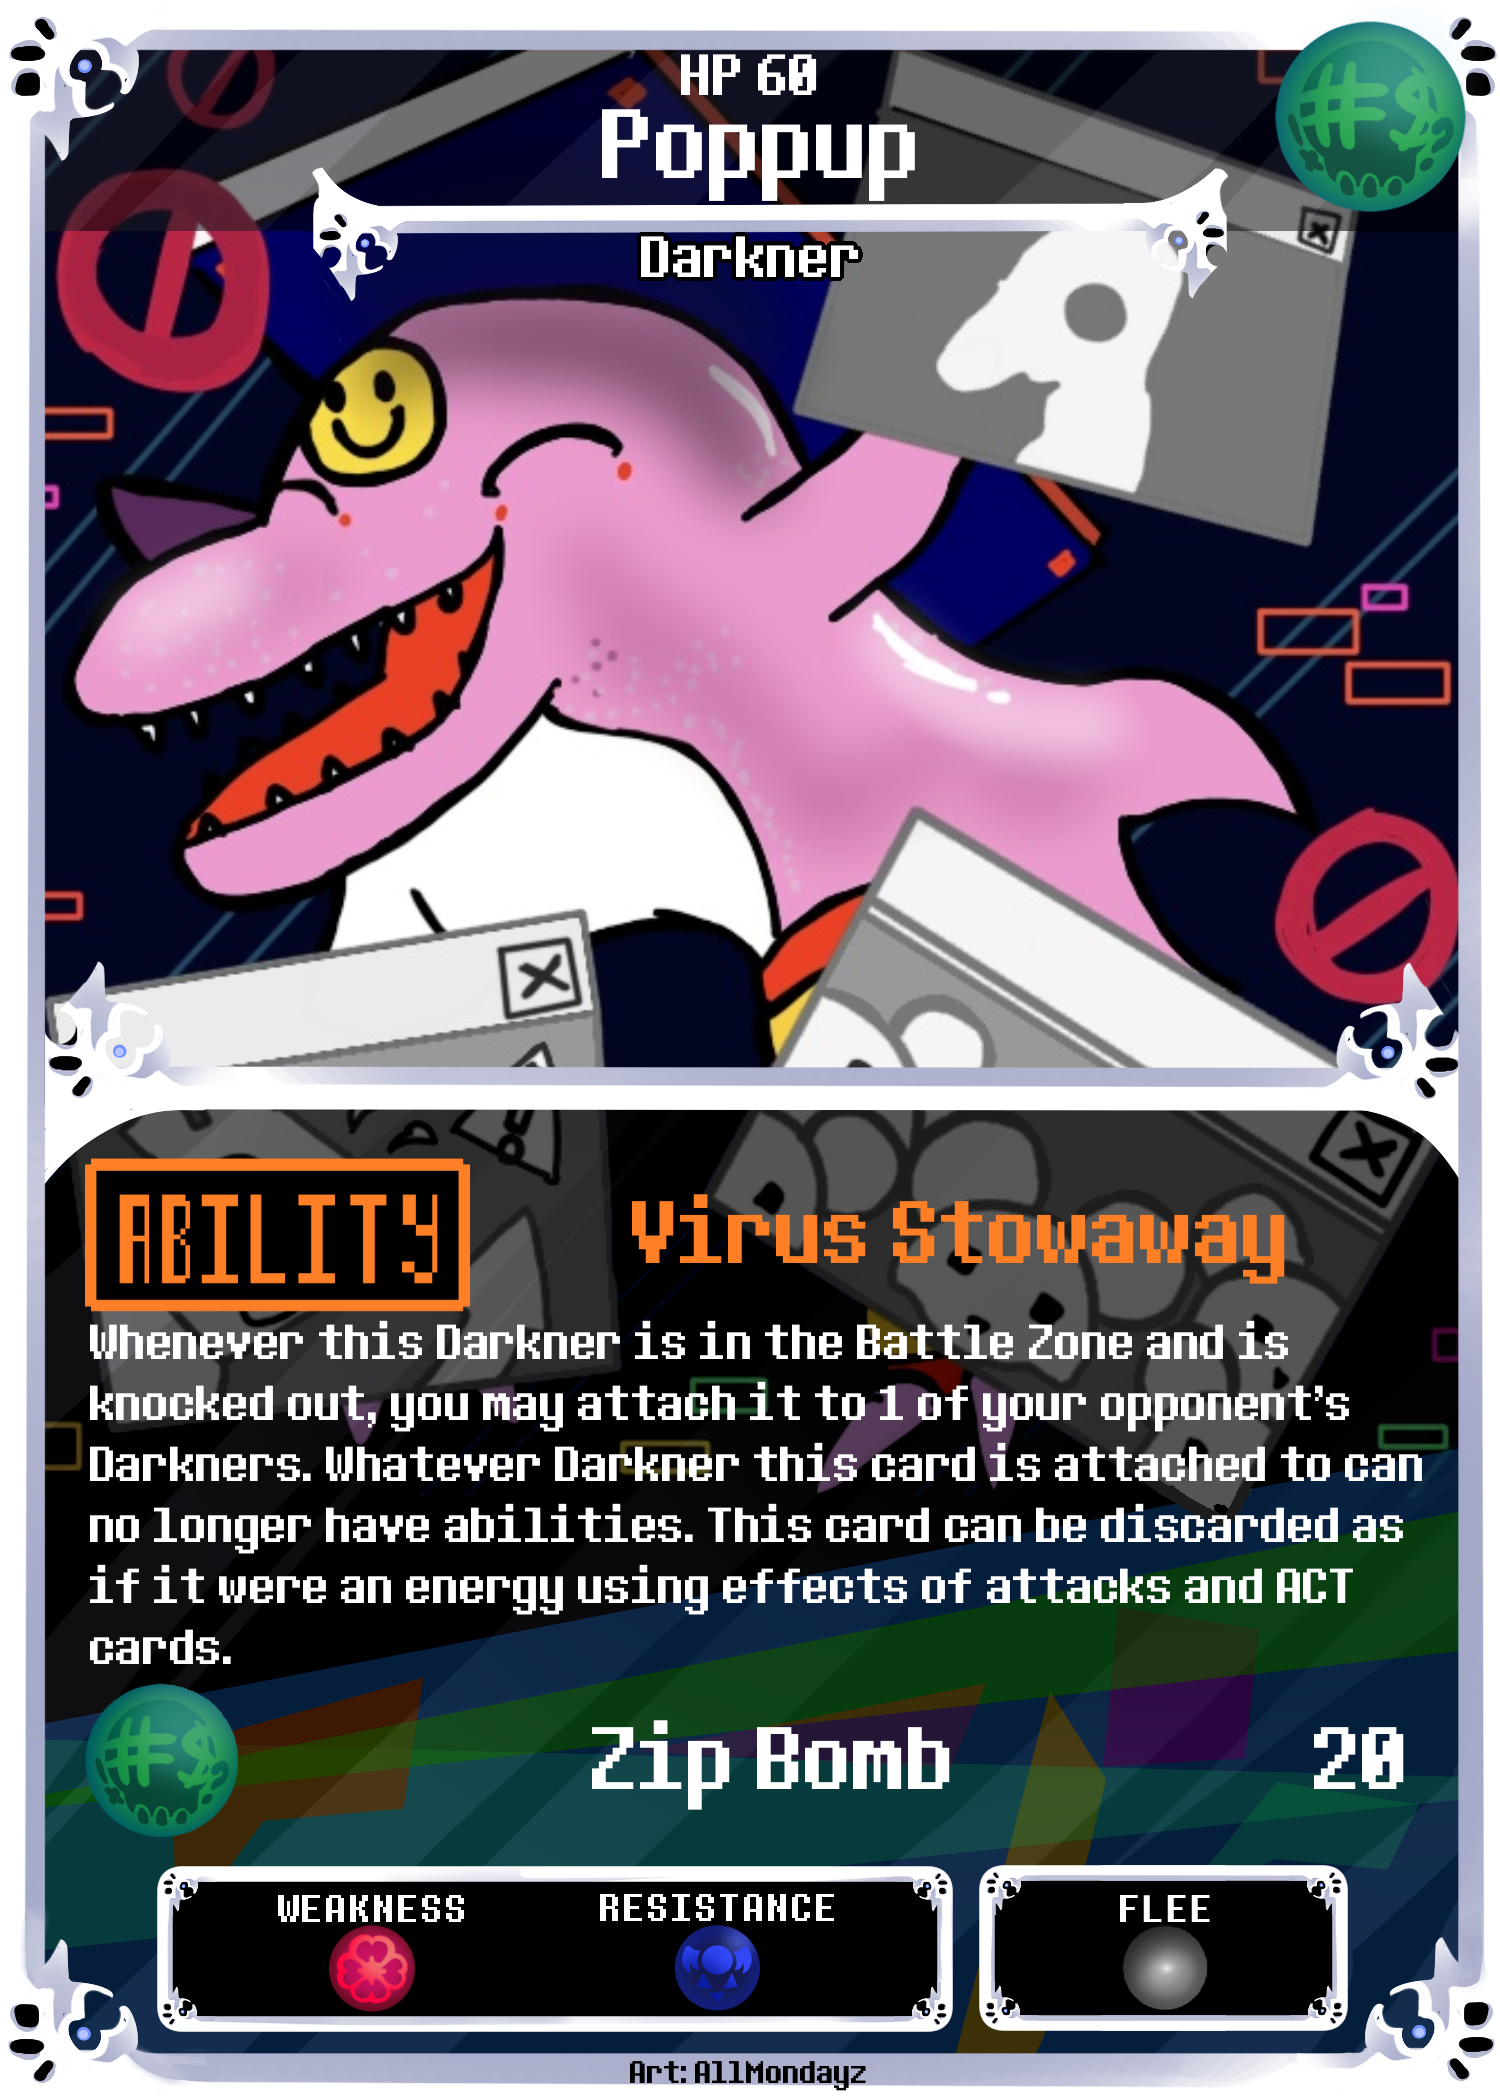 HP 60
Poppup
#$
Darkner
ABILITY
Virus Stowaway
Whenever this Darkner is in the Battle Zone and is
knocked out, you may attach it to 1 of your opponent's
Darkners. Whatever Darkner this card is attached to can
no longer have abilities. This card can be discarded as
if it were an energy using effects of attacks and ACT
cards.
#$
Zip Bomb
20
WEAKNESS
RESISTANCE
FLEE
Art: AllMondayz